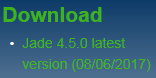 Download
• Jade 4.5.0 latest
version (08/06/2017)